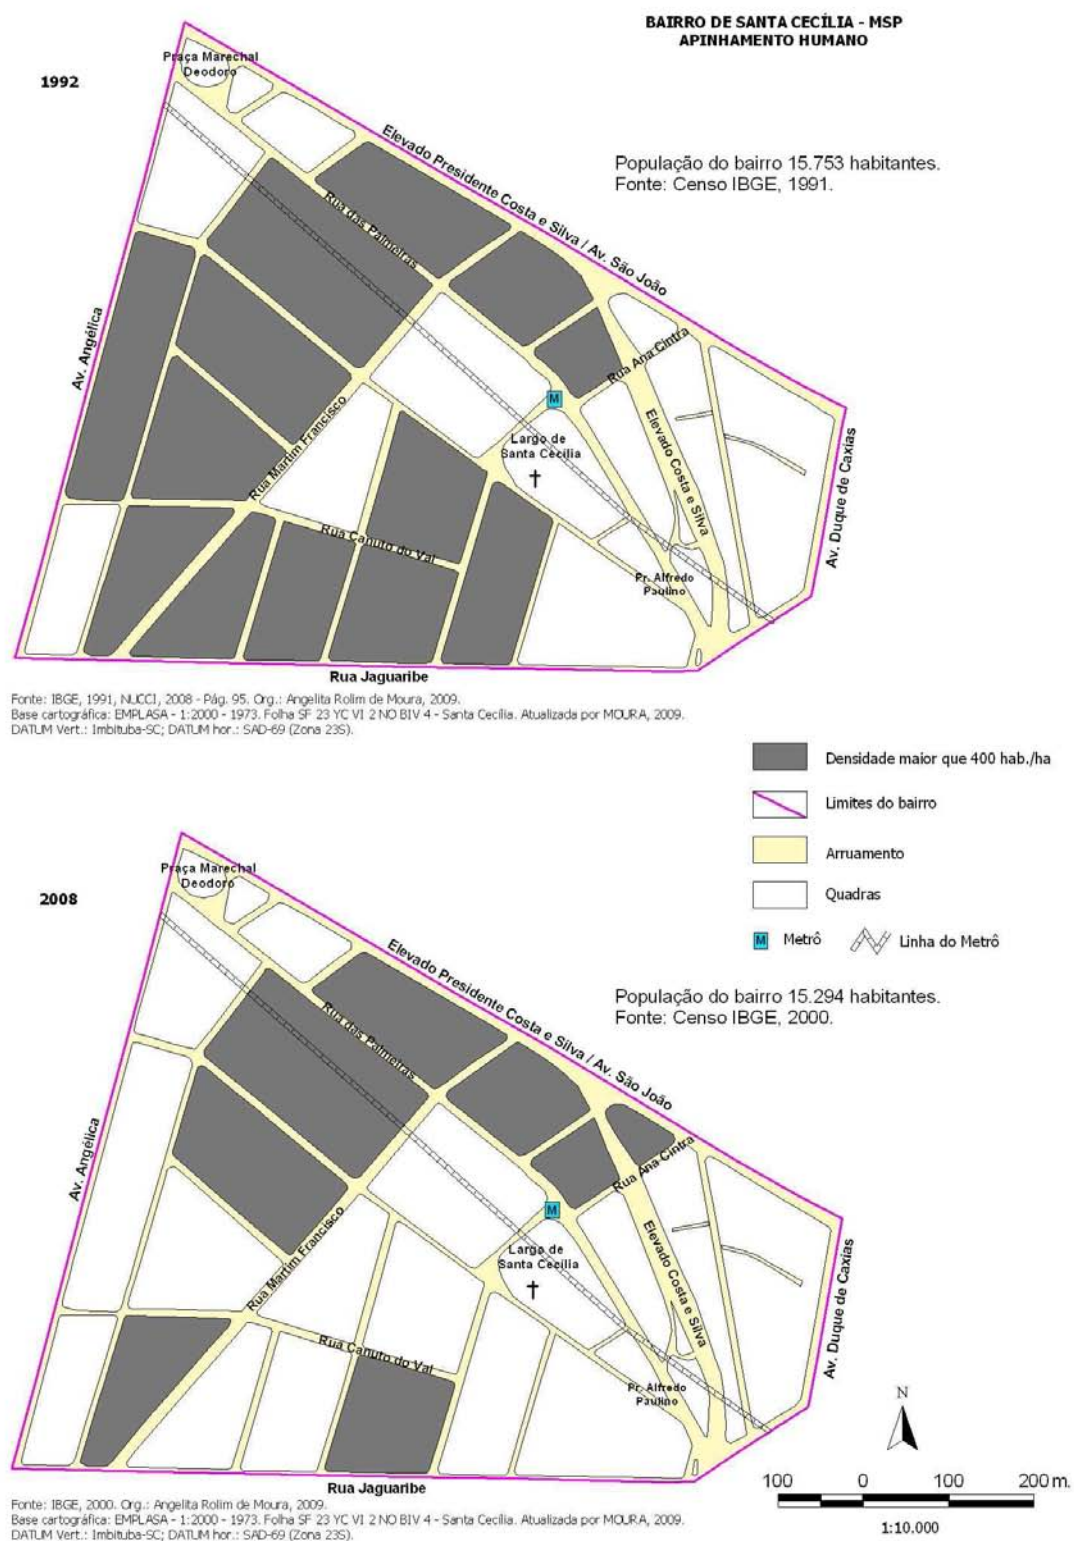 BAIRRO DE SANTA CECÍLIA - MSP
APINHAMENTO HUMANO
1992
Praça Marechal
Deodoro
Elevado Presidente Costa e Silva / Av. São João
População do bairro 15.753 habitantes.
Fonte: Censo IBGE, 1991.
Rua das Palmeiras
Av. Angélica
Rua Ana Cintra
M
Rua Martim Francisco
Largo de
Santa Cecília
Elevado Costa e Silva
Av. Duque de Caxias
Rua Canuto do Val
Pr. Alfredo
Paulino
Rua Jaguaribe
Fonte: IBGE, 1991, NUCCI, 2008 - Pág. 95. Org.: Angelita Rolim de Moura, 2009.
Base cartográfica: EMPLASA - 1:2000 - 1973. Folha SF 23 YC VI 2 NO BIV 4 - Santa Cecília. Atualizada por MOURA, 2009.
DATUM Vert.: Imbituba-SC; DATUM hor.: SAD-69 (Zona 23S).
Densidade maior que 400 hab./ha
Limites do bairro
Arruamento
Quadras
M Metrô
Linha do Metrô
2008
Praça Marechal
Deodoro
Elevado Presidente Costa e Silva / Av. São João
População do bairro 15.294 habitantes.
Fonte: Censo IBGE, 2000.
Rua das Palmeiras
Av. Angélica
Rua Ana Cintra
M
Rua Martim Francisco
Largo de
Santa Cecília
Elevado Costa e Silva
Av. Duque de Caxias
Rua Canuto do Val
Pr. Alfredo
Paulino
Rua Jaguaribe
N
100 0 100 200 m.
1:10.000
Fonte: IBGE, 2000. Org.: Angelita Rolim de Moura, 2009.
Base cartográfica: EMPLASA - 1:2000 - 1973. Folha SF 23 YC VI 2 NO BIV 4 - Santa Cecília. Atualizada por MOURA, 2009.
DATUM Vert.: Imbituba-SC; DATUM hor.: SAD-69 (Zona 23S).